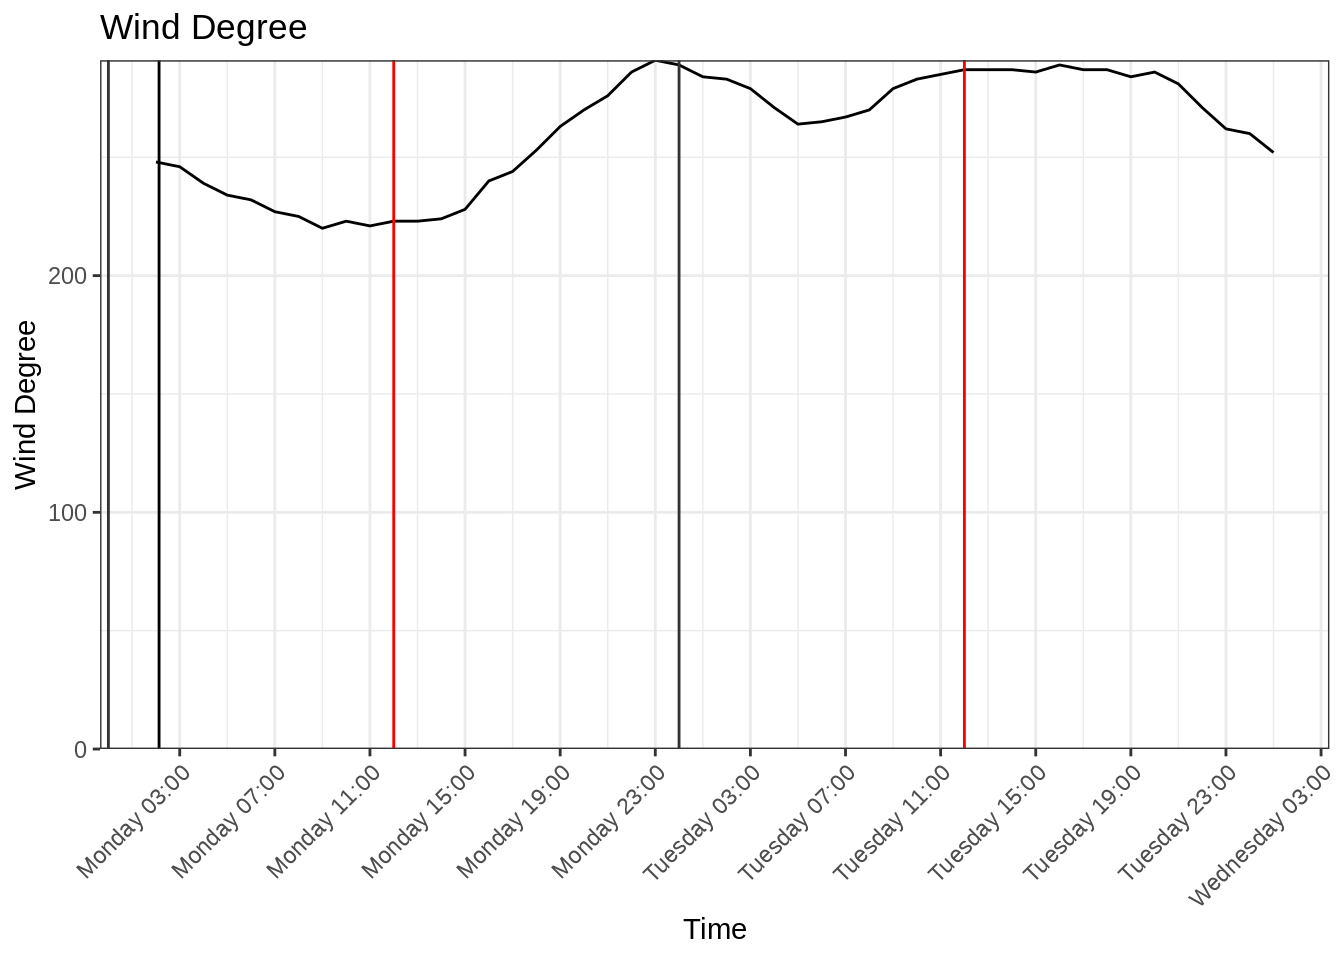 Wind Degree
Wind Degree
200
100
0
Monday 03:00
Monday 07:00
Monday 11:00
Monday 15:00
Monday 19:00
Monday 23:00
Tuesday 03:00
Tuesday 07:00
Tuesday 11:00
Tuesday 15:00
Tuesday 19:00
Tuesday 23:00
Wednesday 03:00
Time